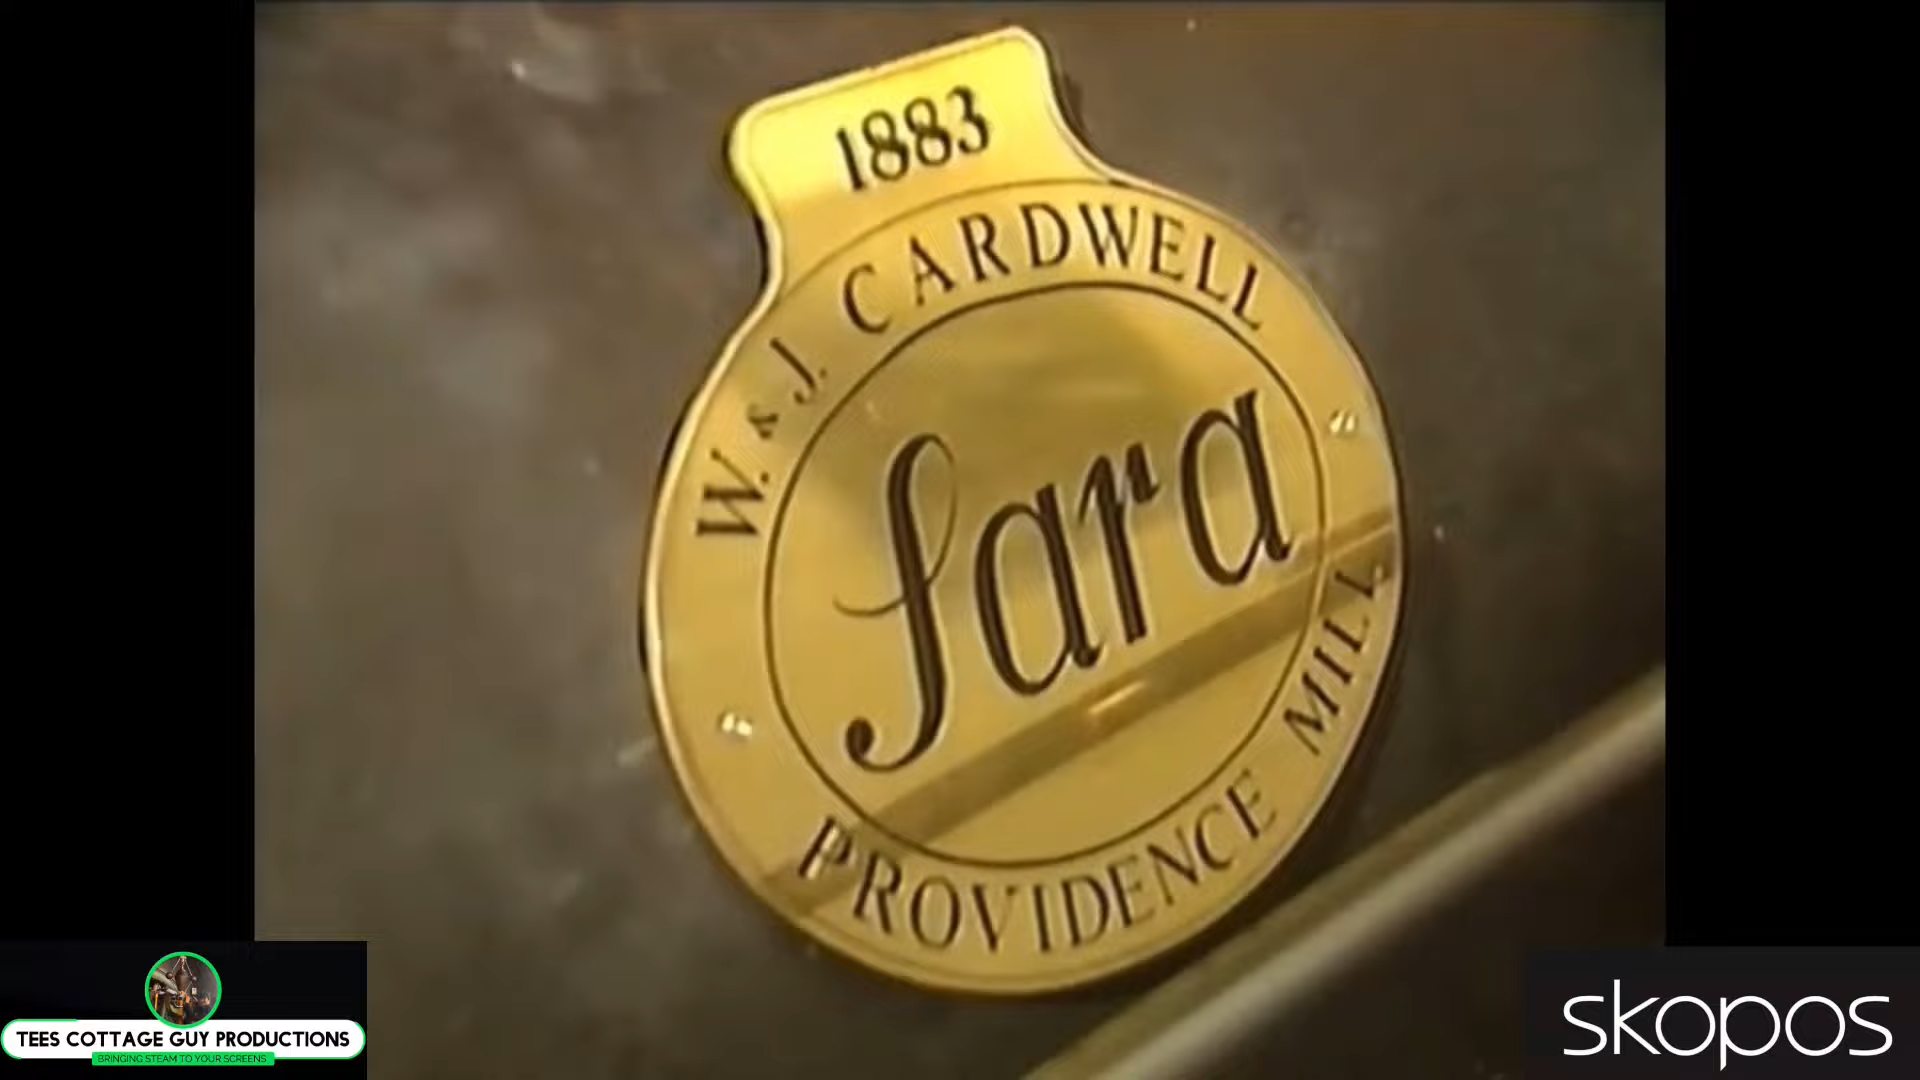 1883
W. & J. CARDWELL
Sara
PROVIDENCE MILL
TEES COTTAGE GUY PRODUCTIONS
BRINGING STEAM TO YOUR SCREENS
skopos